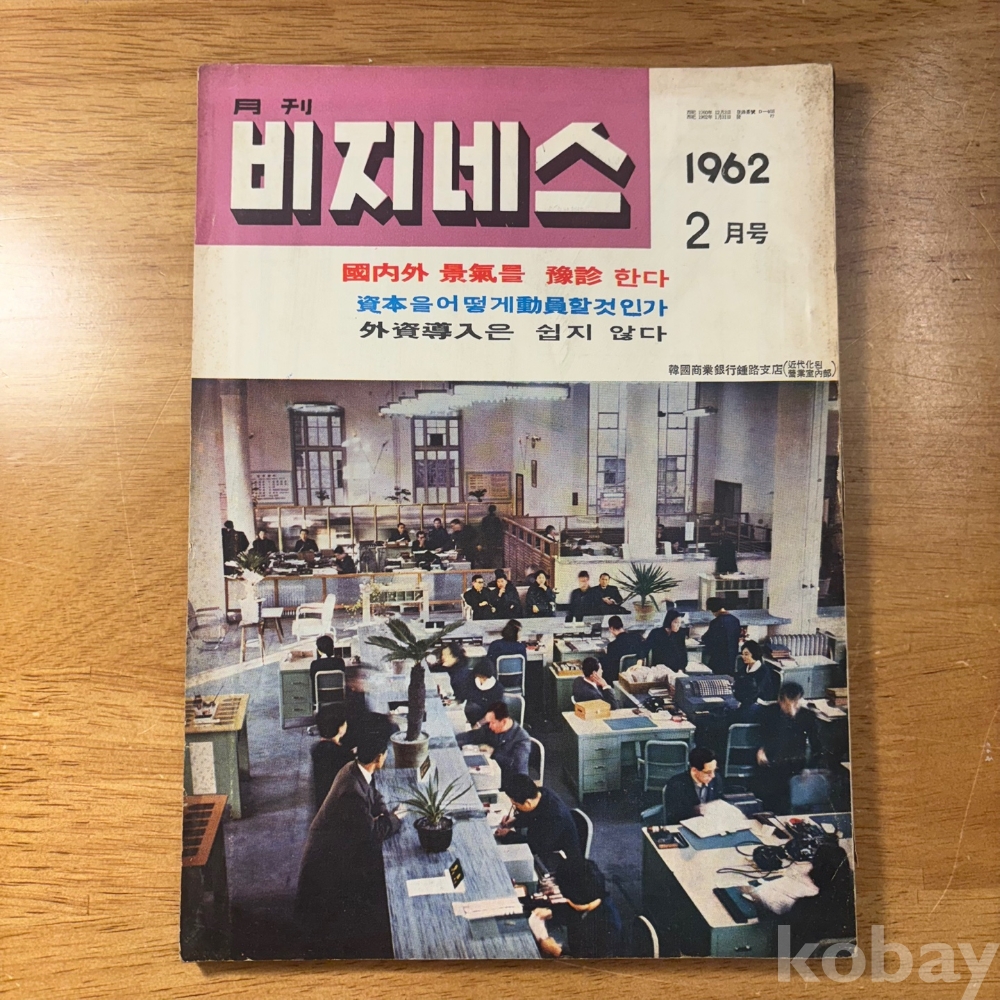 月刊
비지네스
1962
2 月号
國内外 景氣를 豫診 한다
資本을어떻게動員할것인가
外資導入은 쉽지 않다
韓國商業銀行鍾路支店(近代化된 營業室內部)
kobay